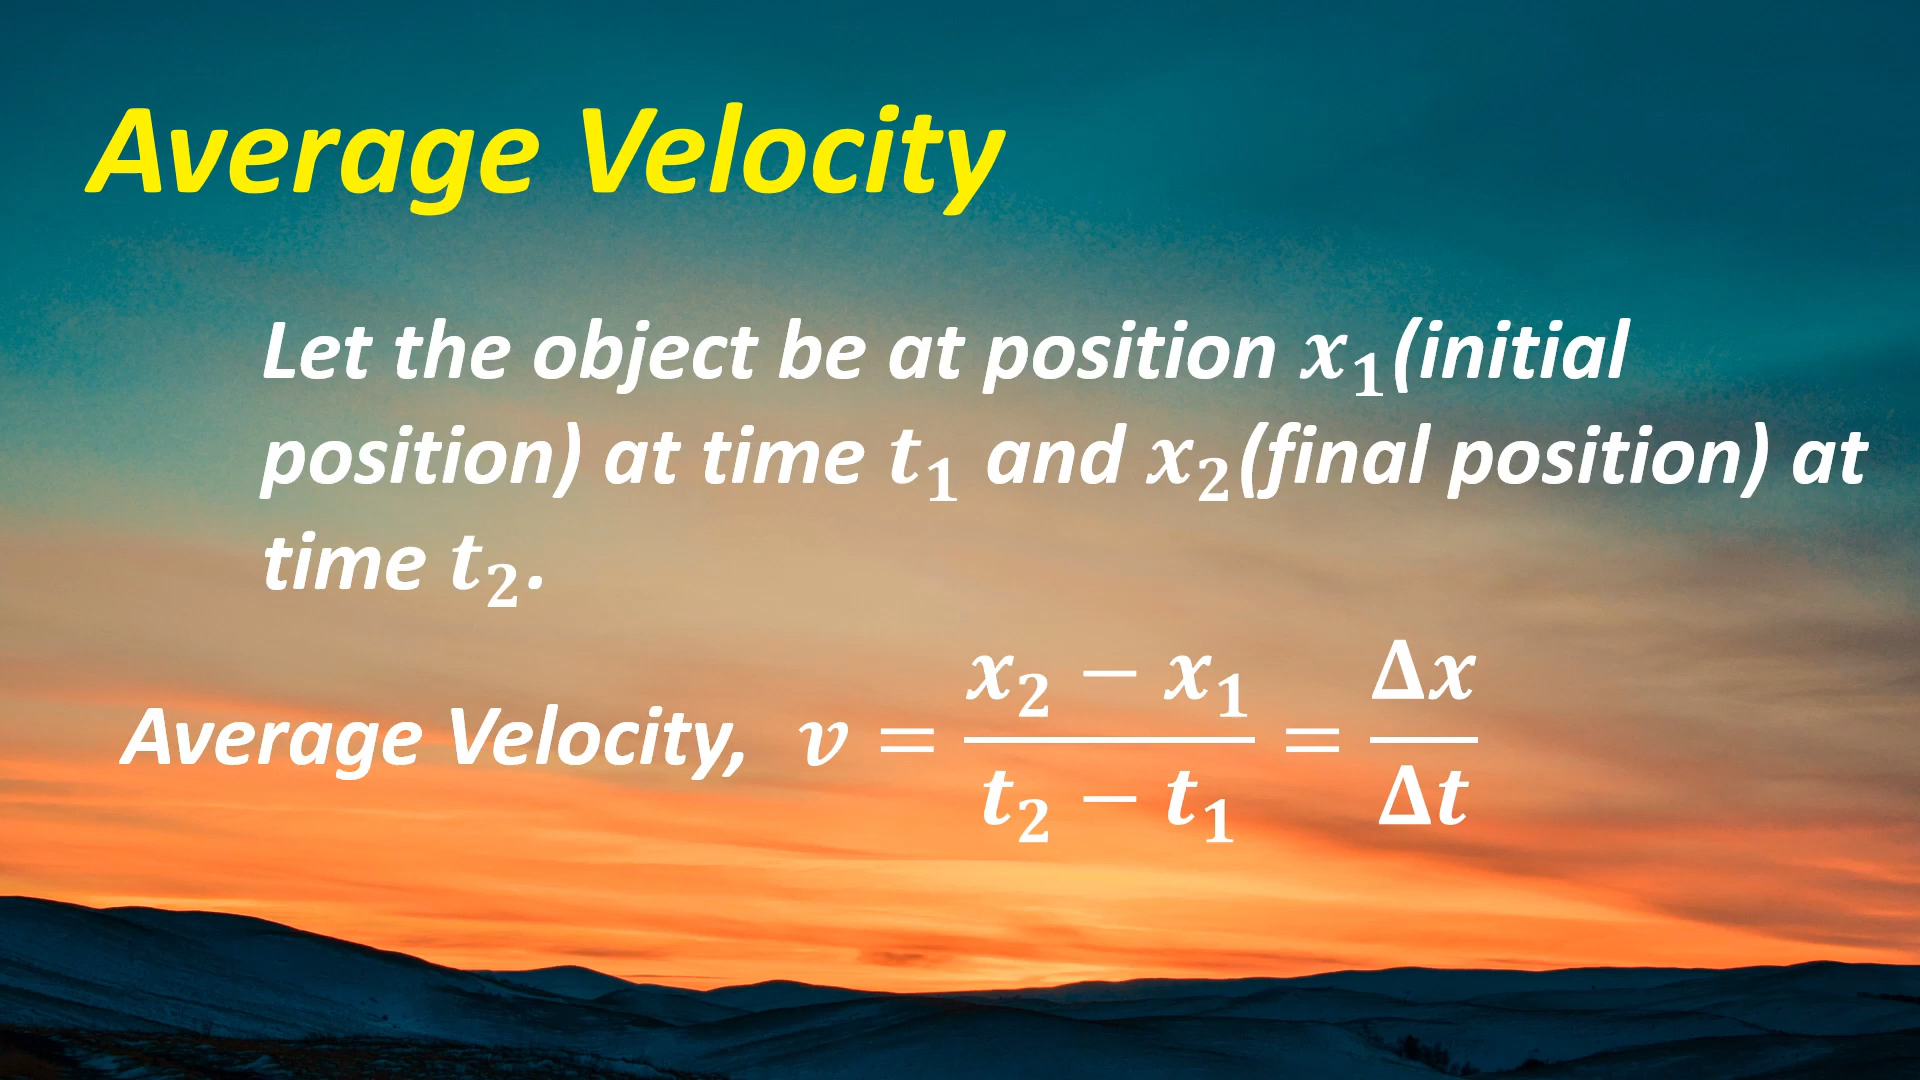 Average Velocity
Let the object be at position x₁(initial
position) at time t₁ and x₂(final position) at
time t₂.
Average Velocity, v = (x₂ − x₁)/(t₂ − t₁) = Δx/Δt